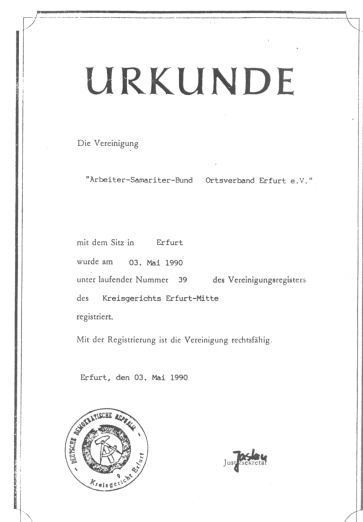 URKUNDE
Die Vereinigung
"Arbeiter-Samariter-Bund Ortsverband Erfurt e.V."
mit dem Sitz in Erfurt
wurde am 03. Mai 1990
unter laufender Nummer 39 des Vereinigungsregisters
des Kreisgerichts Erfurt-Mitte
registriert.
Mit der Registrierung ist die Vereinigung rechtsfähig.
Erfurt, den 03. Mai 1990
DEUTSCHE DEMOKRATISCHE REPUBLIK
Kreisgericht Erfurt
9
Justizsekretär